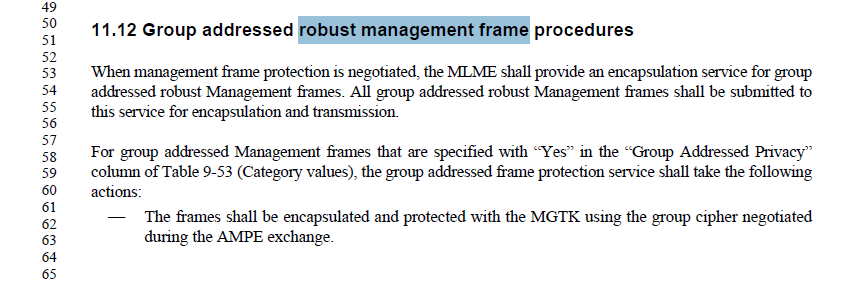 49
50
11.12 Group addressed robust management frame procedures
51
52
53
When management frame protection is negotiated, the MLME shall provide an encapsulation service for group
54
addressed robust Management frames. All group addressed robust Management frames shall be submitted to
55
this service for encapsulation and transmission.
56
57
58
For group addressed Management frames that are specified with “Yes” in the “Group Addressed Privacy”
59
column of Table 9-53 (Category values), the group addressed frame protection service shall take the following
60
actions:
61
62
— The frames shall be encapsulated and protected with the MGTK using the group cipher negotiated
63
during the AMPE exchange.
64
65